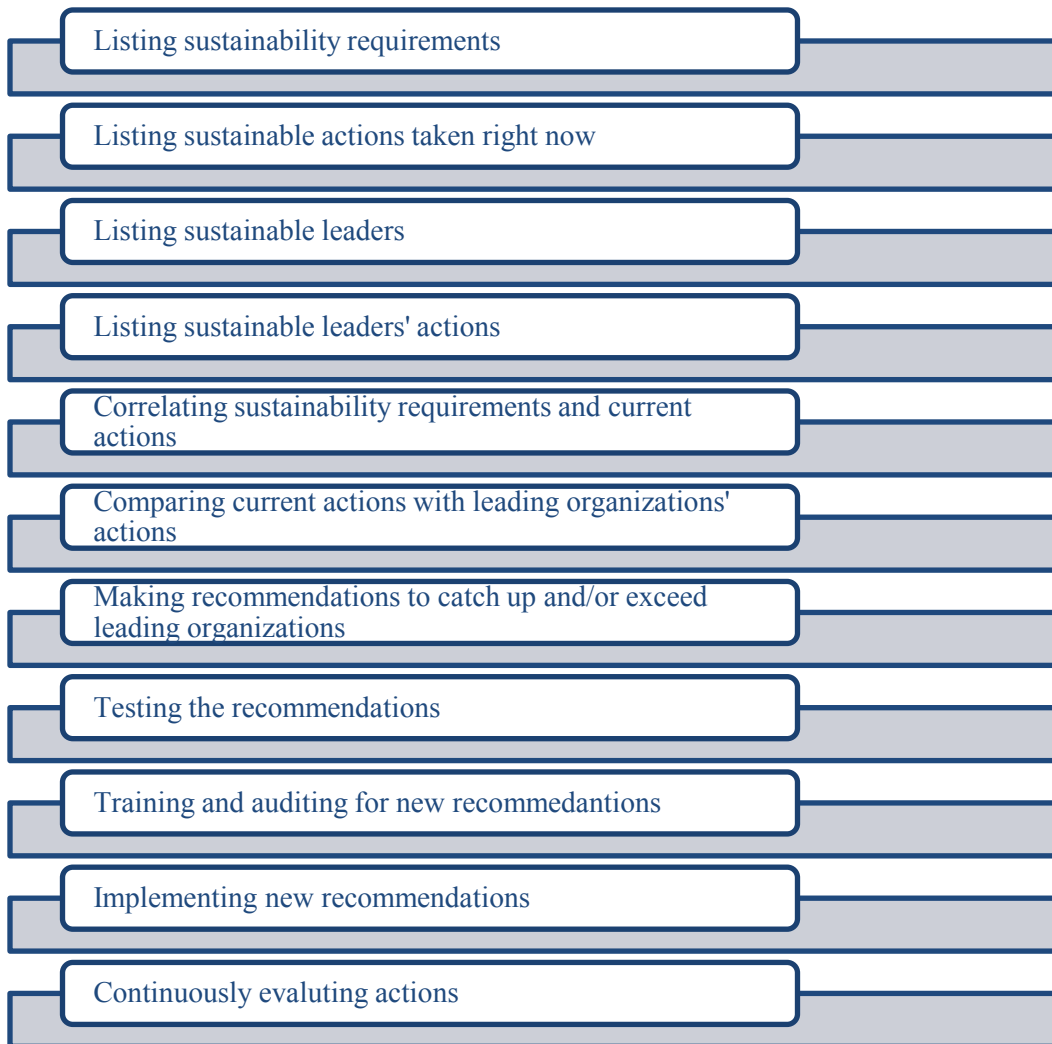 Listing sustainability requirements
Listing sustainable actions taken right now
Listing sustainable leaders
Listing sustainable leaders' actions
Correlating sustainability requirements and current
actions
Comparing current actions with leading organizations'
actions
Making recommendations to catch up and/or exceed
leading organizations
Testing the recommendations
Training and auditing for new recommedantions
Implementing new recommendations
Continuously evaluting actions